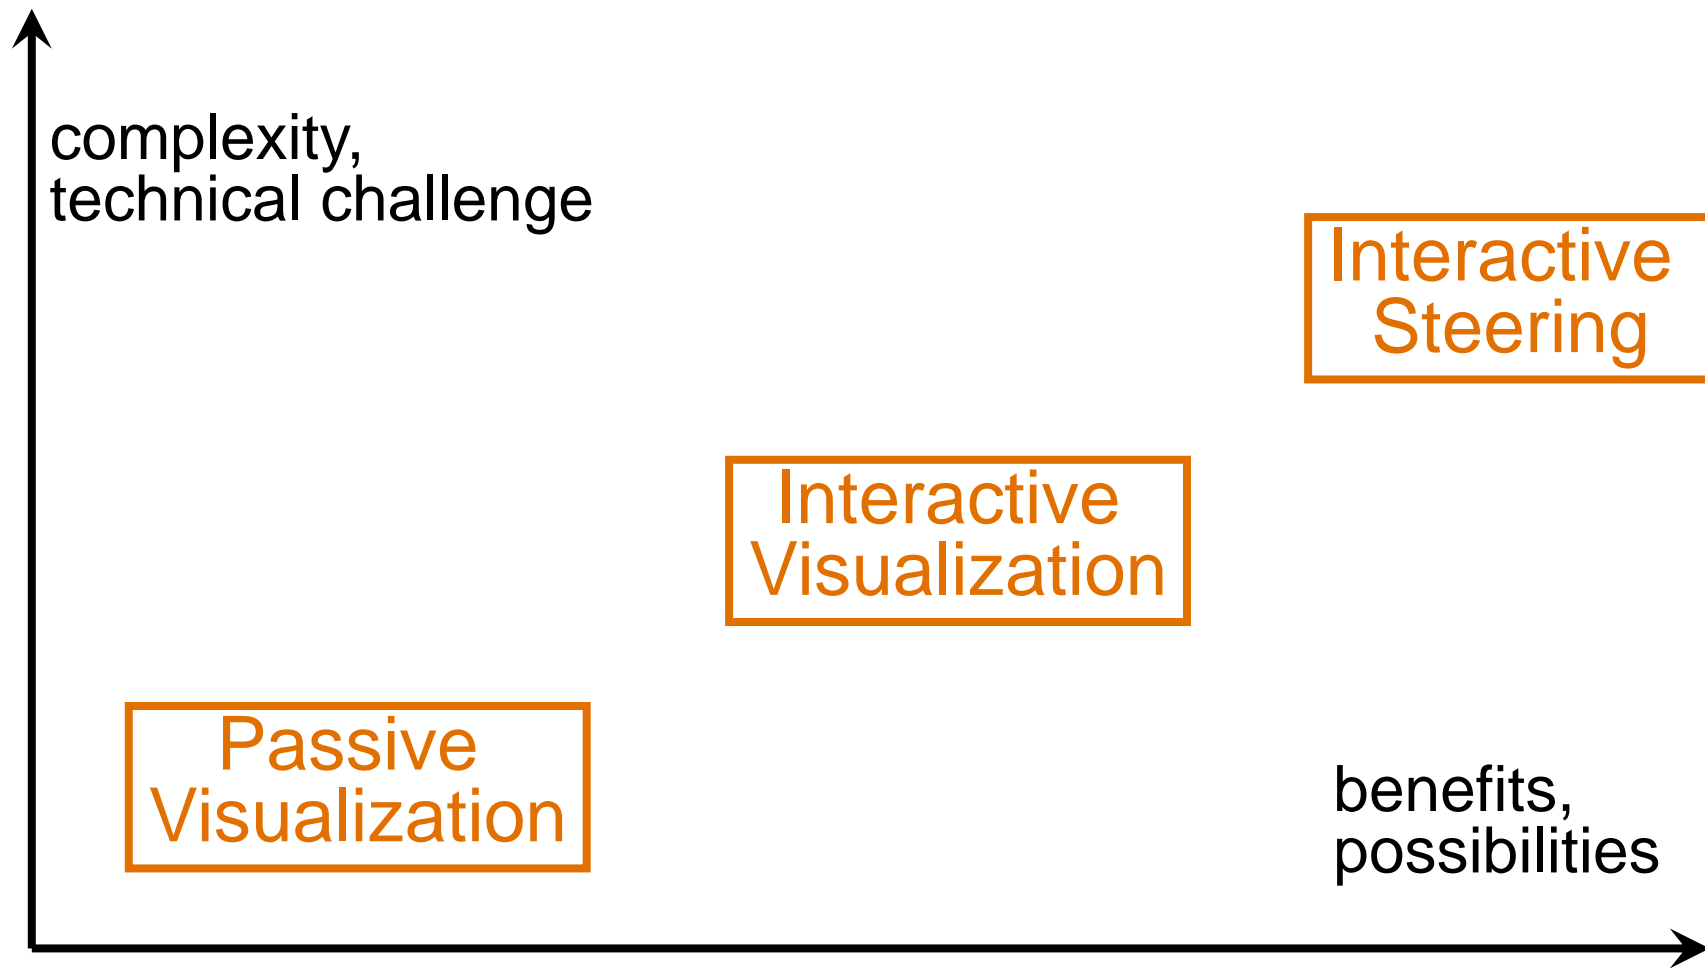 complexity,
technical challenge
Interactive
Steering
Interactive
Visualization
Passive
Visualization
benefits,
possibilities